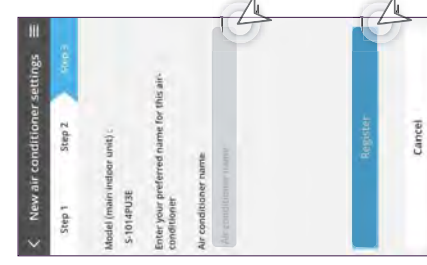 New air conditioner settings
Step 1
Step 2
Step 3
Model (main indoor unit) :
S-1014PU3E
Enter your preferred name for this air-
conditioner
Air conditioner name
Air conditioner name
Register
Cancel